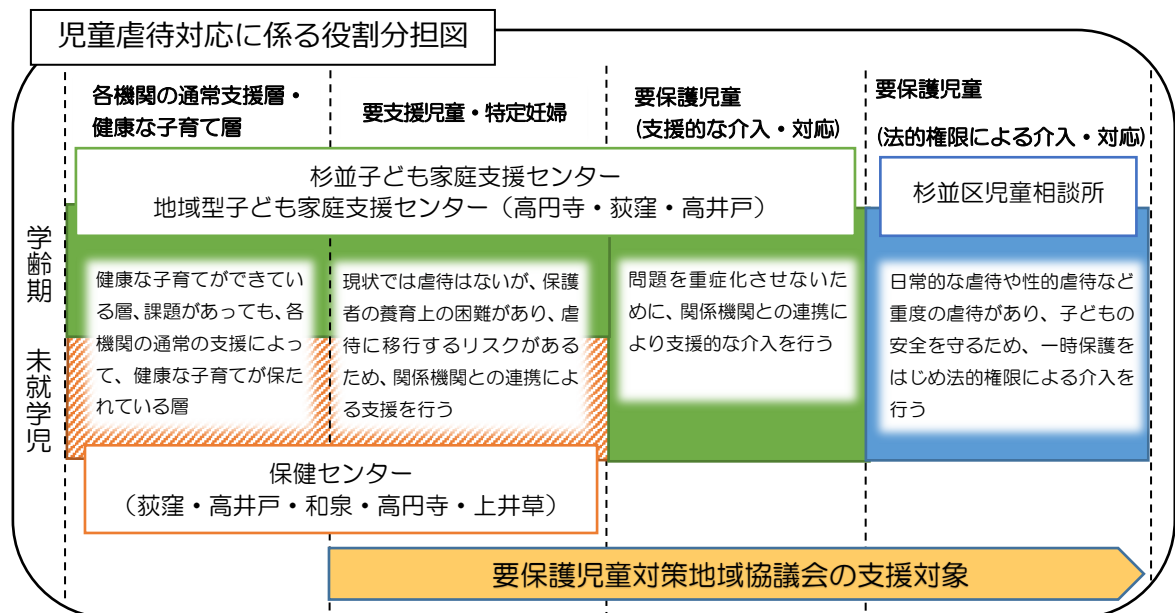 児童虐待対応に係る役割分担図
各機関の通常支援層・
健康な子育て層
要支援児童・特定妊婦
要保護児童
(支援的な介入・対応)
要保護児童
(法的権限による介入・対応)
杉並子ども家庭支援センター
地域型子ども家庭支援センター（高円寺・荻窪・高井戸）
杉並区児童相談所
学齢期
未就学児
健康な子育てができてい
る層、課題があっても、各
機関の通常の支援によっ
て、健康な子育てが保た
れている層
現状では虐待はないが、保護
者の養育上の困難があり、虐
待に移行するリスクがある
ため、関係機関との連携によ
る支援を行う
問題を重症化させないた
めに、関係機関との連携に
より支援的な介入を行う
日常的な虐待や性的虐待など
重度の虐待があり、子どもの
安全を守るため、一時保護を
はじめ法的権限による介入を
行う
保健センター
（荻窪・高井戸・和泉・高円寺・上井草）
要保護児童対策地域協議会の支援対象